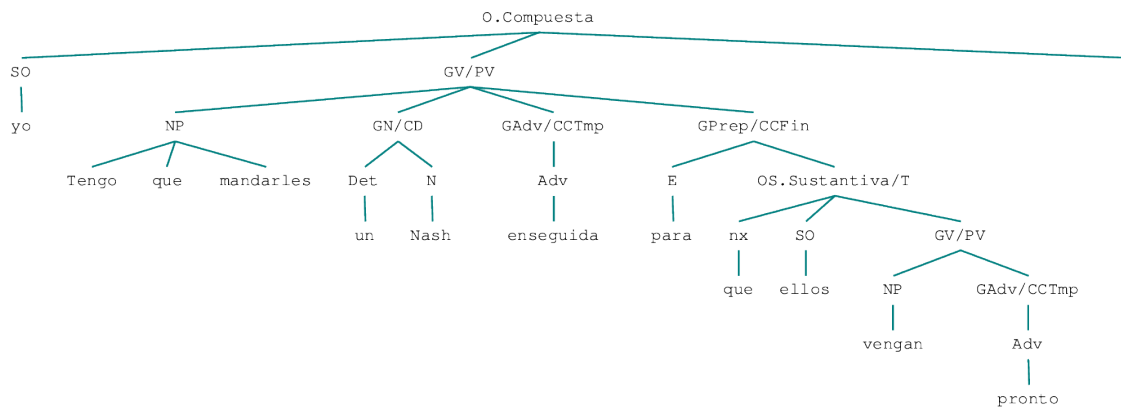 O.Compuesta
SO GV/PV
yo NP GN/CD GAdv/CCTmp GPrep/CCFin
Tengo que mandarles Det N Adv E OS.Sustantiva/T
un Nash enseguida para nx SO GV/PV
que ellos NP GAdv/CCTmp
vengan Adv
pronto